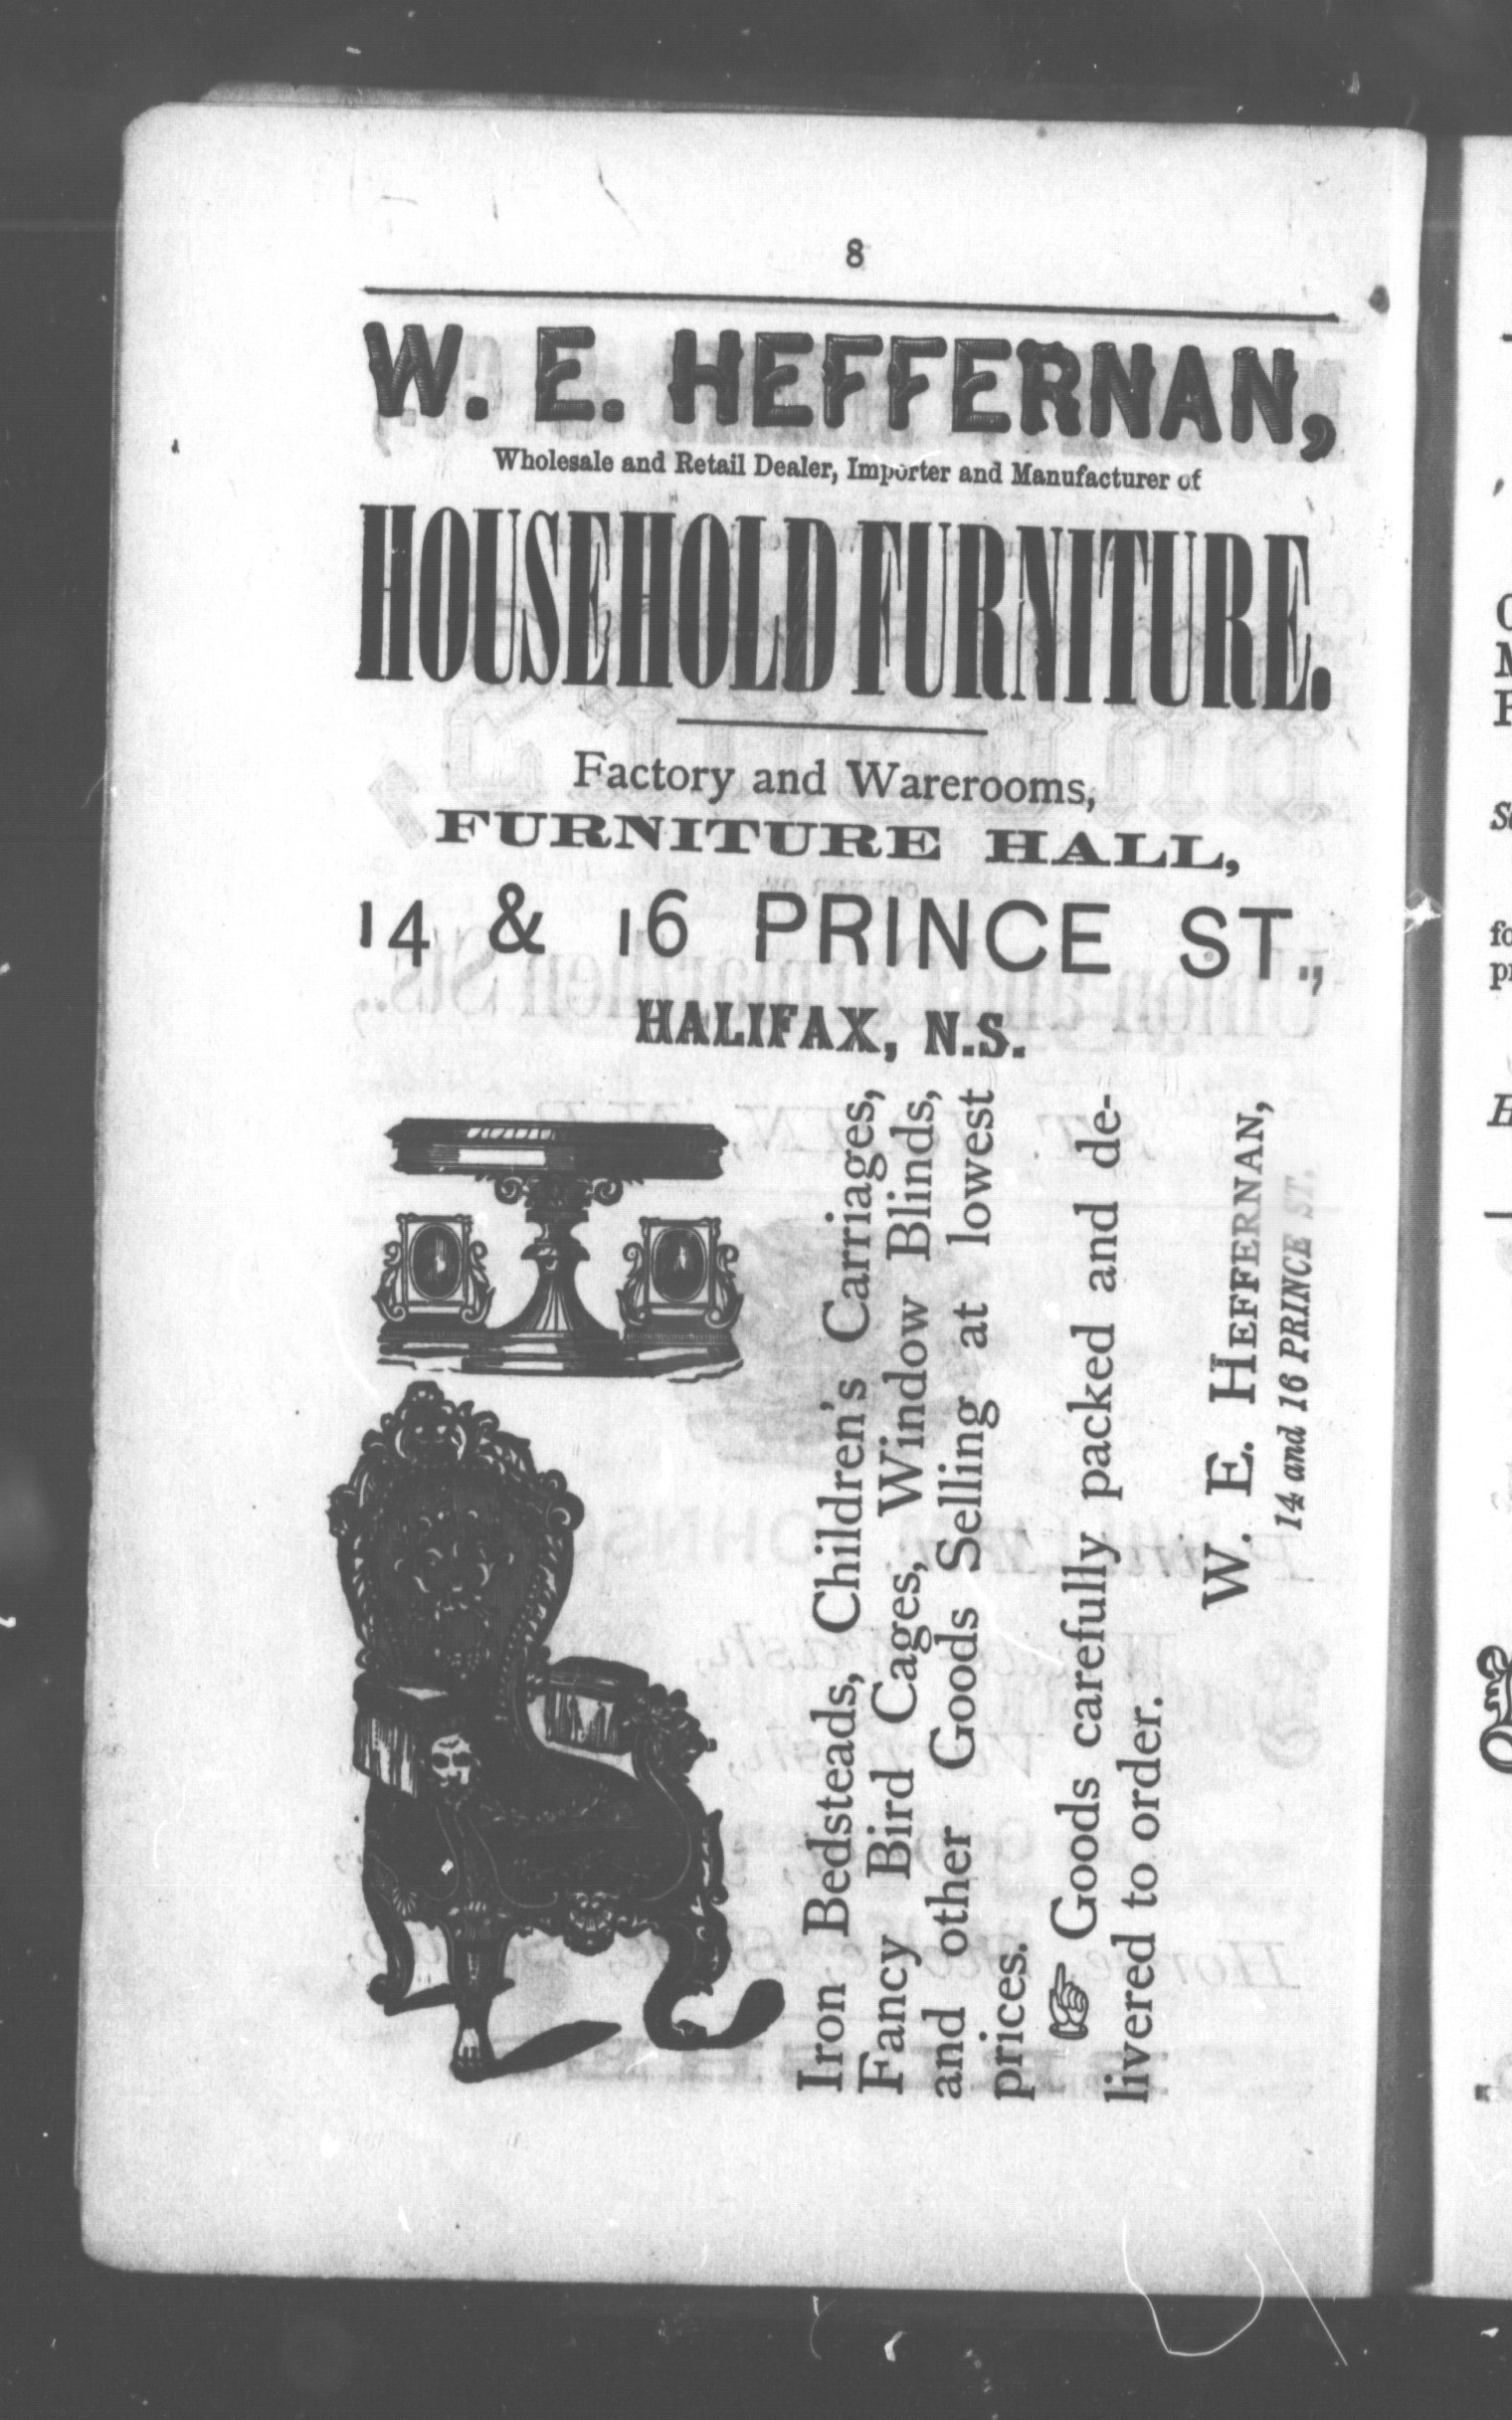 8
W. E. HEFFERNAN,
Wholesale and Retail Dealer, Importer and Manufacturer of
HOUSEHOLD FURNITURE.
Factory and Warerooms,
FURNITURE HALL,
14 & 16 PRINCE ST.,
HALIFAX, N.S.
Iron Bedsteads, Children's Carriages,
Fancy Bird Cages, Window Blinds,
and other Goods Selling at lowest
prices.
☞ Goods carefully packed and de-
livered to order.
W. E. HEFFERNAN,
14 and 16 PRINCE ST.